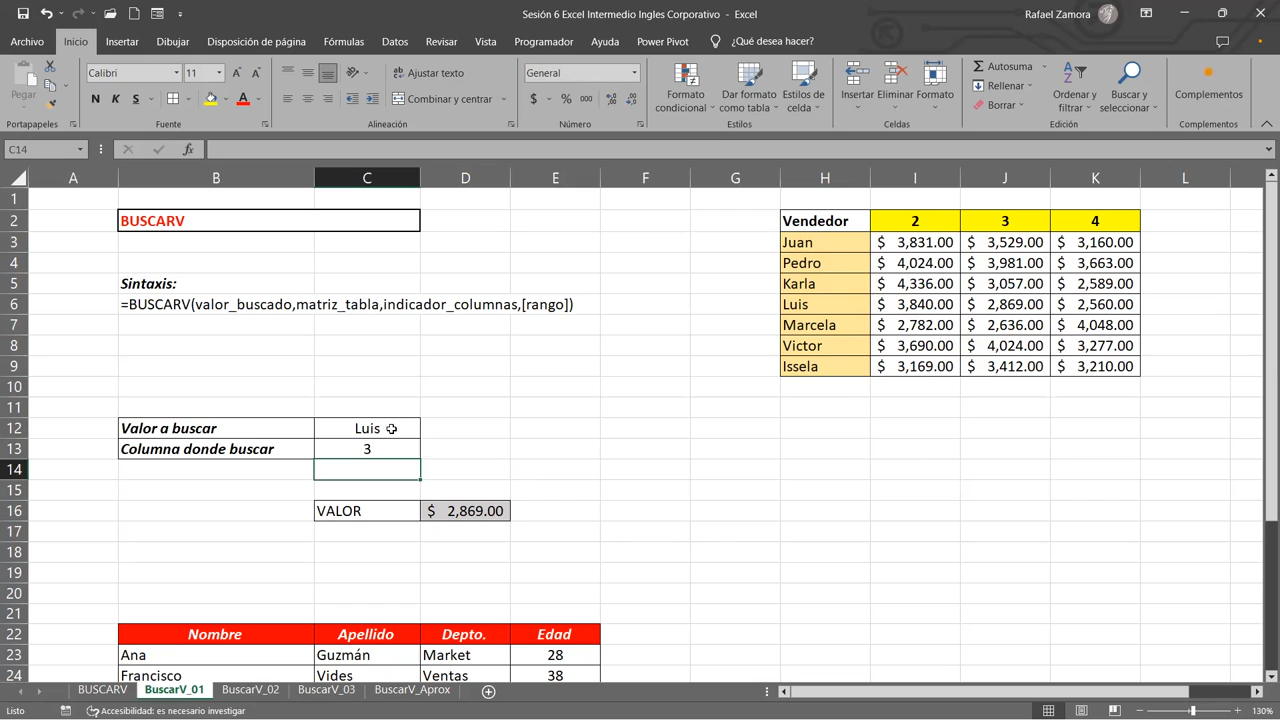 Sesión 6 Excel Intermedio Ingles Corporativo - Excel
Rafael Zamora
Archivo Inicio Insertar Dibujar Disposición de página Fórmulas Datos Revisar Vista Programador Ayuda Power Pivot ¿Qué desea hacer?
Pegar
Calibri 11
N K S
Ajustar texto
Combinar y centrar
General
$ % 000
Formato condicional
Dar formato como tabla
Estilos de celda
Insertar Eliminar Formato
Autosuma
Rellenar
Borrar
Ordenar y filtrar
Buscar y seleccionar
Complementos
Portapapeles Fuente Alineación Número Estilos Celdas Edición Complementos
C14 fx
A B C D E F G H I J K L
1
2 BUSCARV Vendedor 2 3 4
3 Juan $ 3,831.00 $ 3,529.00 $ 3,160.00
4 Pedro $ 4,024.00 $ 3,981.00 $ 3,663.00
5 Sintaxis: Karla $ 4,336.00 $ 3,057.00 $ 2,589.00
6 =BUSCARV(valor_buscado,matriz_tabla,indicador_columnas,[rango]) Luis $ 3,840.00 $ 2,869.00 $ 2,560.00
7 Marcela $ 2,782.00 $ 2,636.00 $ 4,048.00
8 Victor $ 3,690.00 $ 4,024.00 $ 3,277.00
9 Issela $ 3,169.00 $ 3,412.00 $ 3,210.00
10
11
12 Valor a buscar Luis
13 Columna donde buscar 3
14
15
16 VALOR $ 2,869.00
17
18
19
20
21
22 Nombre Apellido Depto. Edad
23 Ana Guzmán Market 28
24 Francisco Vides Ventas 38
BUSCARV BuscarV_01 BuscarV_02 BuscarV_03 BuscarV_Aprox
Listo Accesibilidad: es necesario investigar 130%